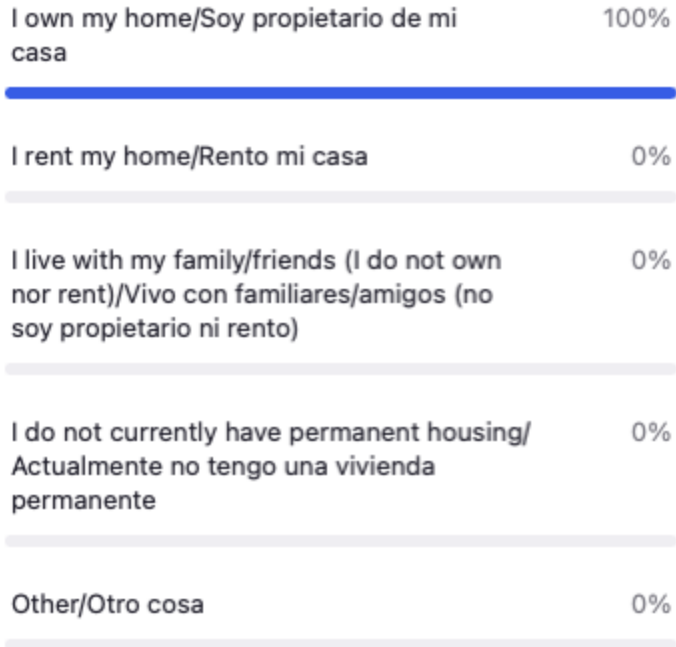 I own my home/Soy propietario de mi 100%
casa
I rent my home/Rento mi casa 0%
I live with my family/friends (I do not own 0%
nor rent)/Vivo con familiares/amigos (no
soy propietario ni rento)
I do not currently have permanent housing/ 0%
Actualmente no tengo una vivienda
permanente
Other/Otro cosa 0%